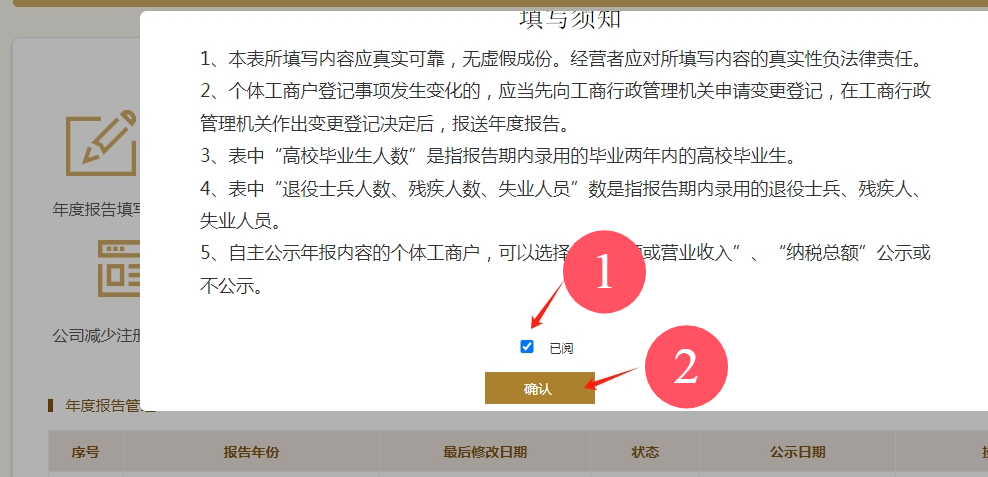 填写须知
1、本表所填写内容应真实可靠，无虚假成份。经营者应对所填写内容的真实性负法律责任。
2、个体工商户登记事项发生变化的，应当先向工商行政管理机关申请变更登记，在工商行政
管理机关作出变更登记决定后，报送年度报告。
3、表中“高校毕业生人数”是指报告期内录用的毕业两年内的高校毕业生。
4、表中“退役士兵人数、残疾人数、失业人员”数是指报告期内录用的退役士兵、残疾人、
失业人员。
5、自主公示年报内容的个体工商户，可以选择 或营业收入”、“纳税总额”公示或
不公示。
1
已阅
2
确认
年度报告填写
公司减少注册
年度报告管理
序号 报告年份 最后修改日期 状态 公示日期